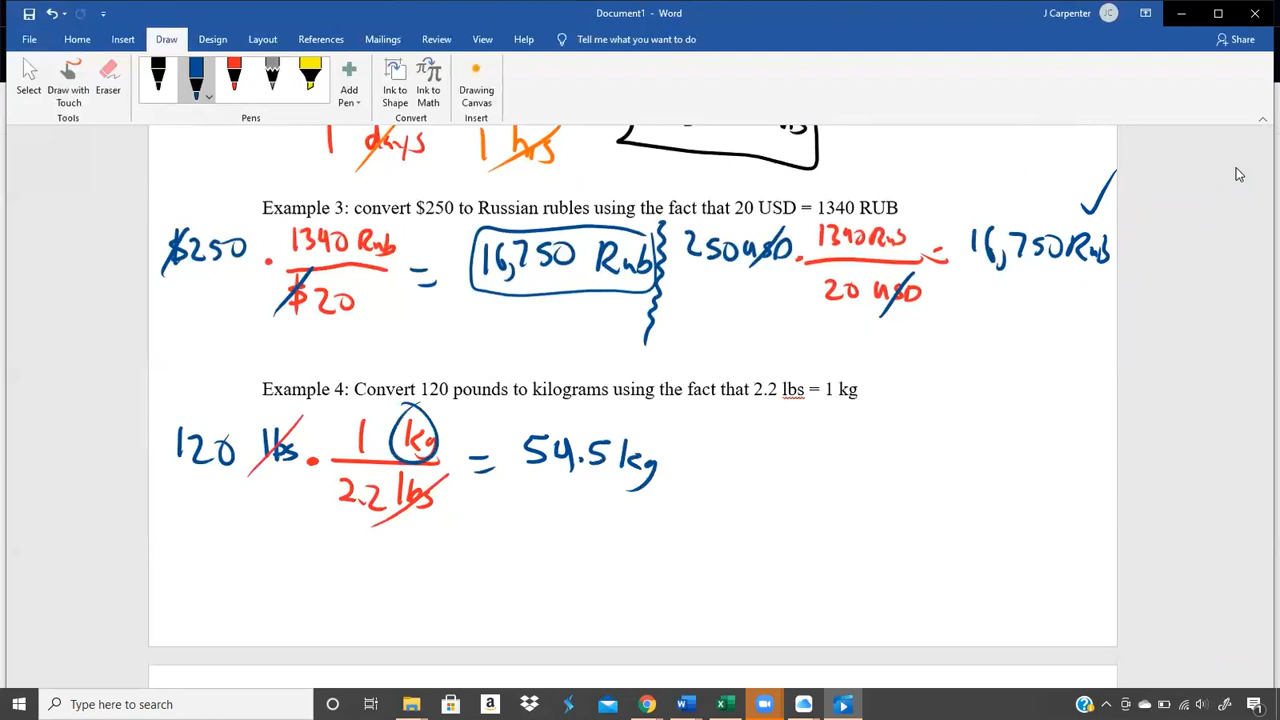 Document1 - Word
J Carpenter
JC
File Home Insert Draw Design Layout References Mailings Review View Help Tell me what you want to do
Share
Select
Draw with Touch
Eraser
Add Pen
Ink to Shape
Ink to Math
Drawing Canvas
Tools
Pens
Convert
Insert
1 days 1 hrs
Example 3: convert $250 to Russian rubles using the fact that 20 USD = 1340 RUB
$250 · 1340 Rub / $20 = 16,750 Rub
250 USD · 1340 Rub / 20 USD = 16,750 Rub
Example 4: Convert 120 pounds to kilograms using the fact that 2.2 lbs = 1 kg
120 lbs · 1 kg / 2.2 lbs = 54.5 kg
Type here to search